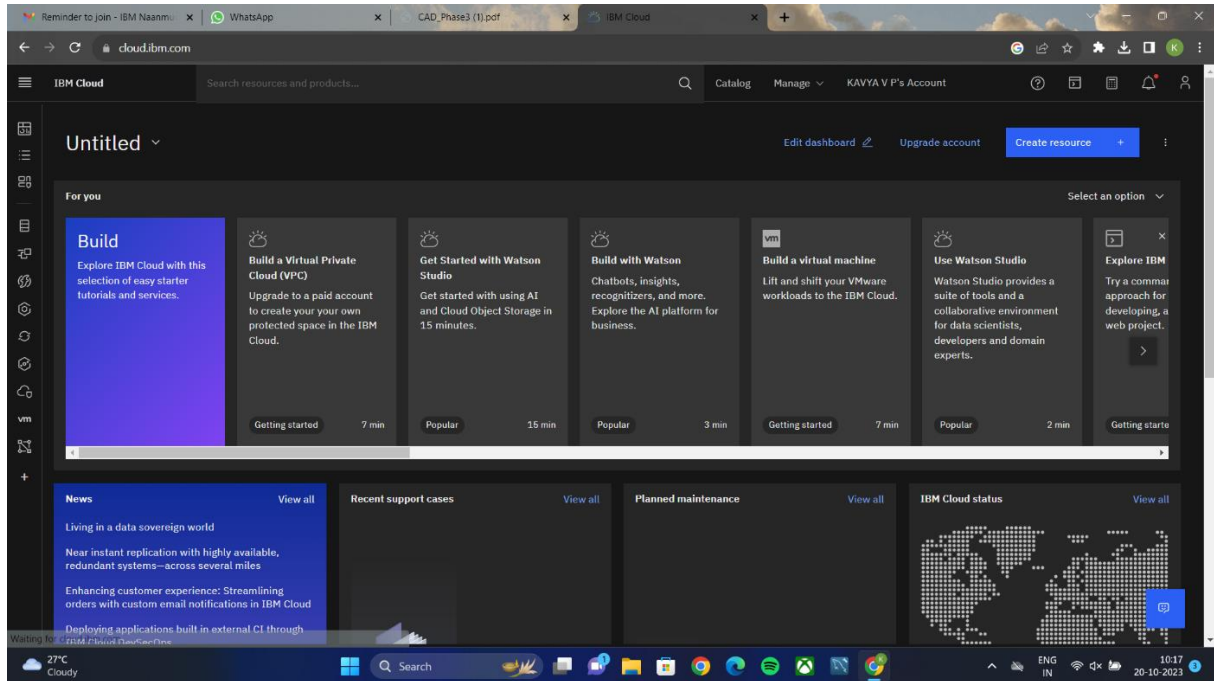 Reminder to join - IBM Naanmu
WhatsApp
CAD_Phase3 (1).pdf
IBM Cloud
cloud.ibm.com
K
IBM Cloud
Search resources and products...
Catalog
Manage
KAVYA V P's Account
Untitled
Edit dashboard
Upgrade account
Create resource +
For you
Select an option
Build
Explore IBM Cloud with this
selection of easy starter
tutorials and services.
Build a Virtual Private
Cloud (VPC)
Upgrade to a paid account
to create your your own
protected space in the IBM
Cloud.
Getting started
7 min
Get Started with Watson
Studio
Get started with using AI
and Cloud Object Storage in
15 minutes.
Popular
15 min
Build with Watson
Chatbots, insights,
recognitizers, and more.
Explore the AI platform for
business.
Popular
3 min
vm
Build a virtual machine
Lift and shift your VMware
workloads to the IBM Cloud.
Getting started
7 min
Use Watson Studio
Watson Studio provides a
suite of tools and a
collaborative environment
for data scientists,
developers and domain
experts.
Popular
2 min
Explore IBM
Try a comman
approach for
developing, a
web project.
Getting starte
vm
News
View all
Living in a data sovereign world
Near instant replication with highly available,
redundant systems—across several miles
Enhancing customer experience: Streamlining
orders with custom email notifications in IBM Cloud
Deploying applications built in external CI through
IBM Cloud DevSecOps
Recent support cases
View all
Planned maintenance
View all
IBM Cloud status
View all
Waiting for
27°C
Cloudy
Search
ENG
IN
10:17
20-10-2023
3